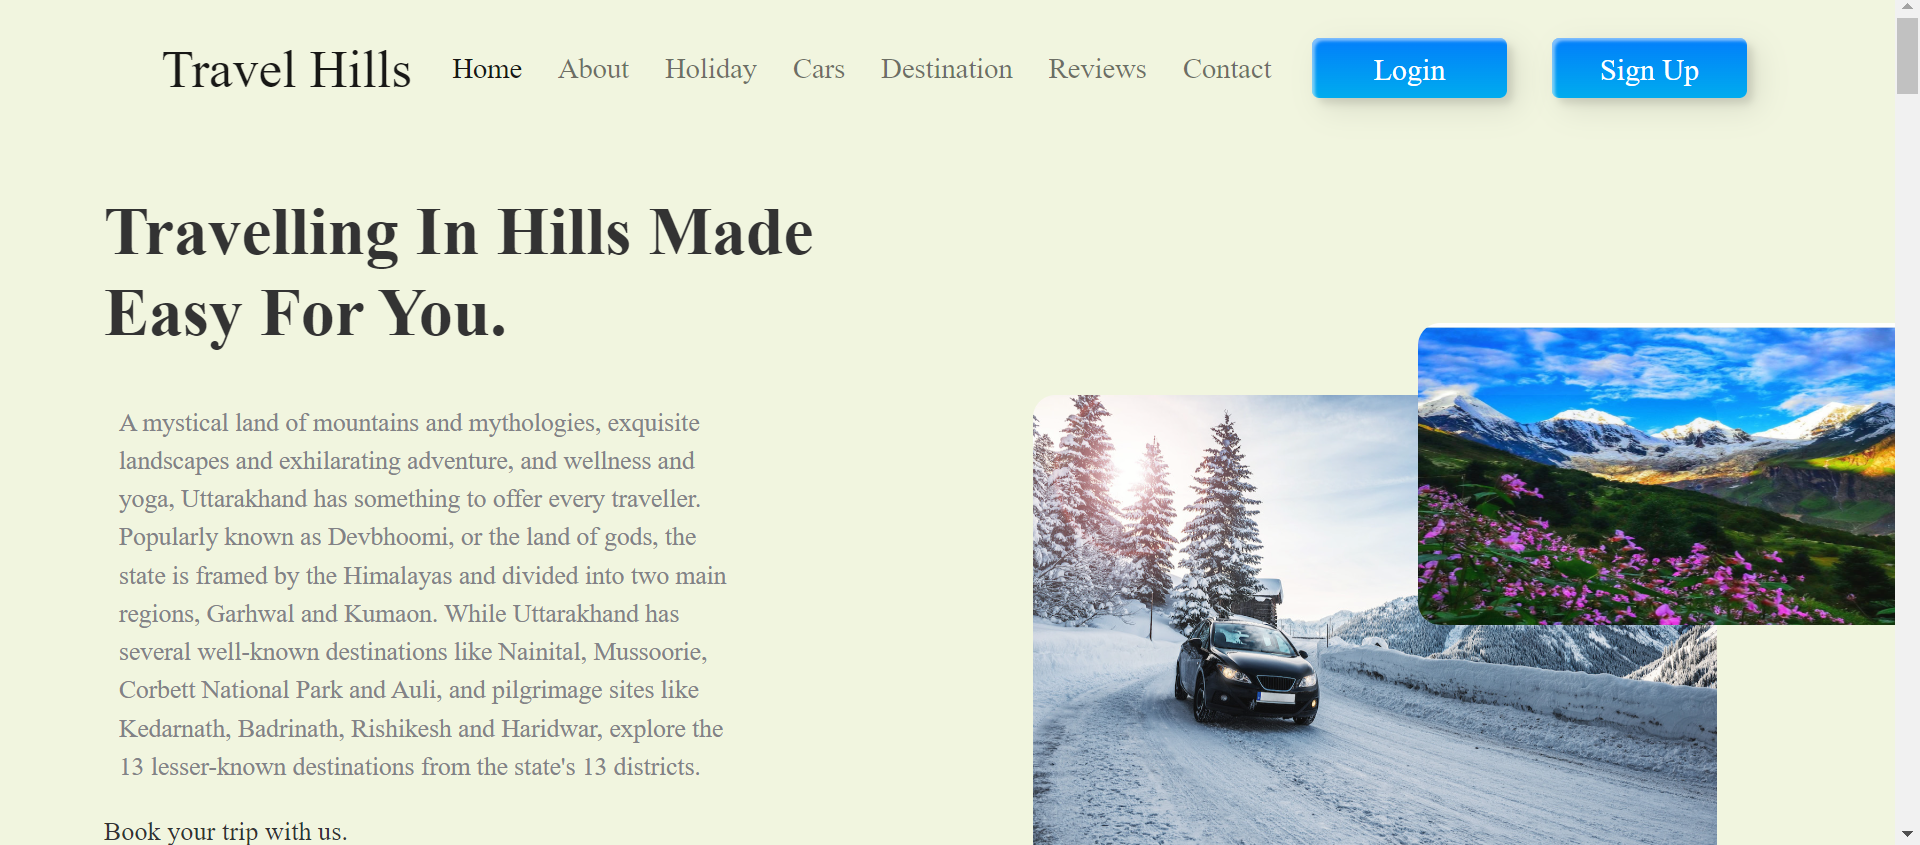 Travel Hills Home About Holiday Cars Destination Reviews Contact Login Sign Up
Travelling In Hills Made
Easy For You.
A mystical land of mountains and mythologies, exquisite
landscapes and exhilarating adventure, and wellness and
yoga, Uttarakhand has something to offer every traveller.
Popularly known as Devbhoomi, or the land of gods, the
state is framed by the Himalayas and divided into two main
regions, Garhwal and Kumaon. While Uttarakhand has
several well-known destinations like Nainital, Mussoorie,
Corbett National Park and Auli, and pilgrimage sites like
Kedarnath, Badrinath, Rishikesh and Haridwar, explore the
13 lesser-known destinations from the state's 13 districts.
Book your trip with us.